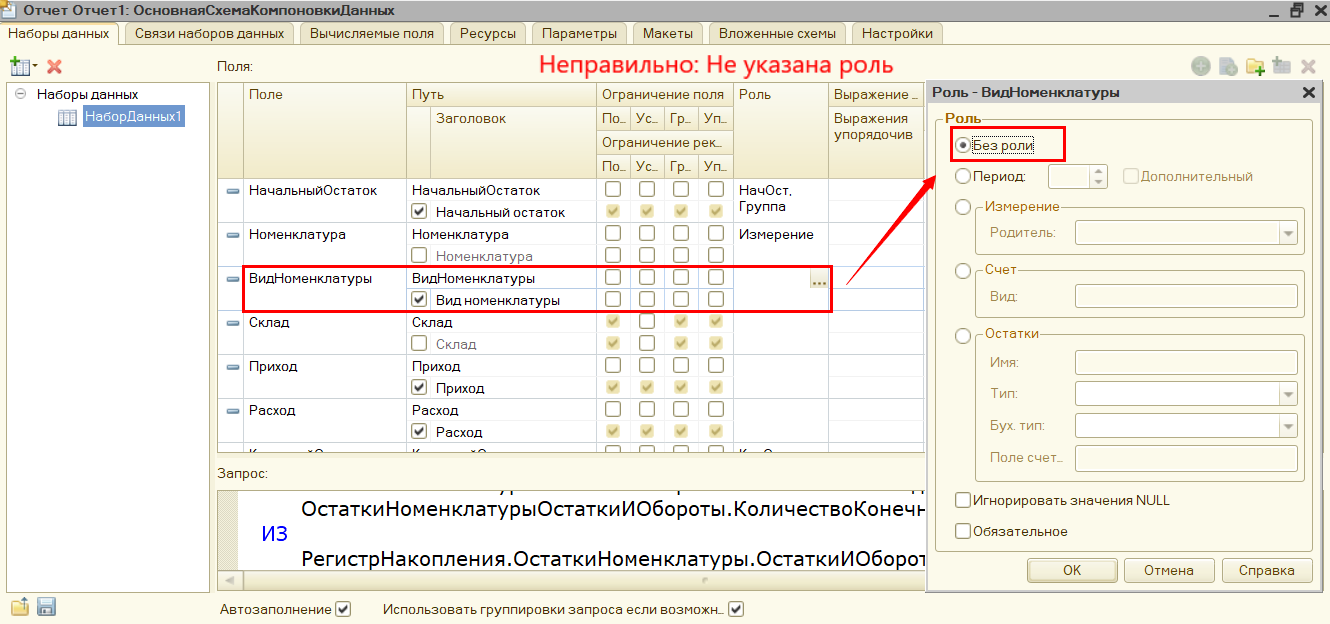 Отчет Отчет1: ОсновнаяСхемаКомпоновкиДанных
Наборы данных
Связи наборов данных
Вычисляемые поля
Ресурсы
Параметры
Макеты
Вложенные схемы
Настройки
Поля:
Неправильно: Не указана роль
Наборы данных
НаборДанных1
Поле
Путь
Ограничение поля
Роль
Выражение ...
Заголовок
По... Ус... Гр... Уп...
Выражения
упорядочив
Ограничение рек...
По... Ус... Гр... Уп...
НачальныйОстаток
НачальныйОстаток
НачОст,
Группа
Начальный остаток
Номенклатура
Номенклатура
Измерение
Номенклатура
ВидНоменклатуры
ВидНоменклатуры
...
Вид номенклатуры
Склад
Склад
Склад
Приход
Приход
Приход
Расход
Расход
Расход
Запрос:
ОстаткиНоменклатурыОстаткиИОбороты.КоличествоКонечн
ИЗ
РегистрНакопления.ОстаткиНоменклатуры.ОстаткиИОборот
Автозаполнение
Использовать группировки запроса если возможн...
Роль - ВидНоменклатуры
Роль
Без роли
Период:
Дополнительный
Измерение
Родитель:
Счет
Вид:
Остатки
Имя:
Тип:
Бух. тип:
Поле счет...
Игнорировать значения NULL
Обязательное
ОК
Отмена
Справка